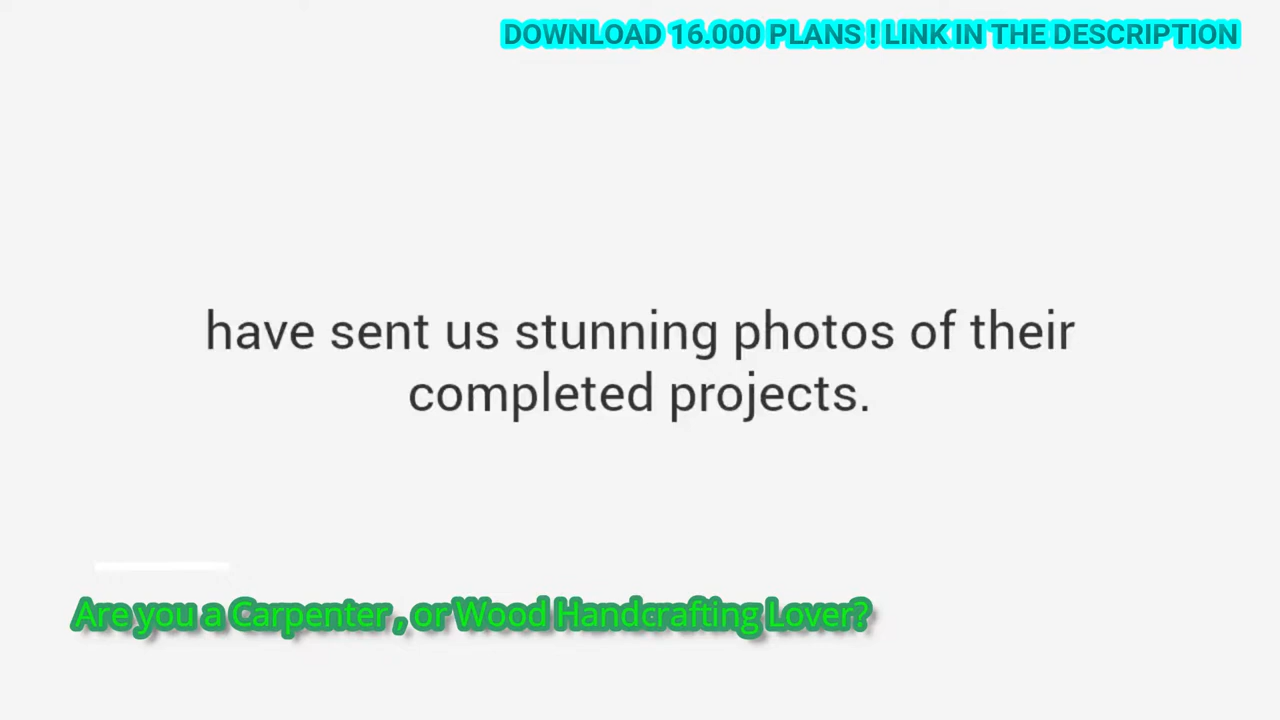 DOWNLOAD 16.000 PLANS ! LINK IN THE DESCRIPTION
have sent us stunning photos of their
completed projects.
Are you a Carpenter , or Wood Handcrafting Lover?